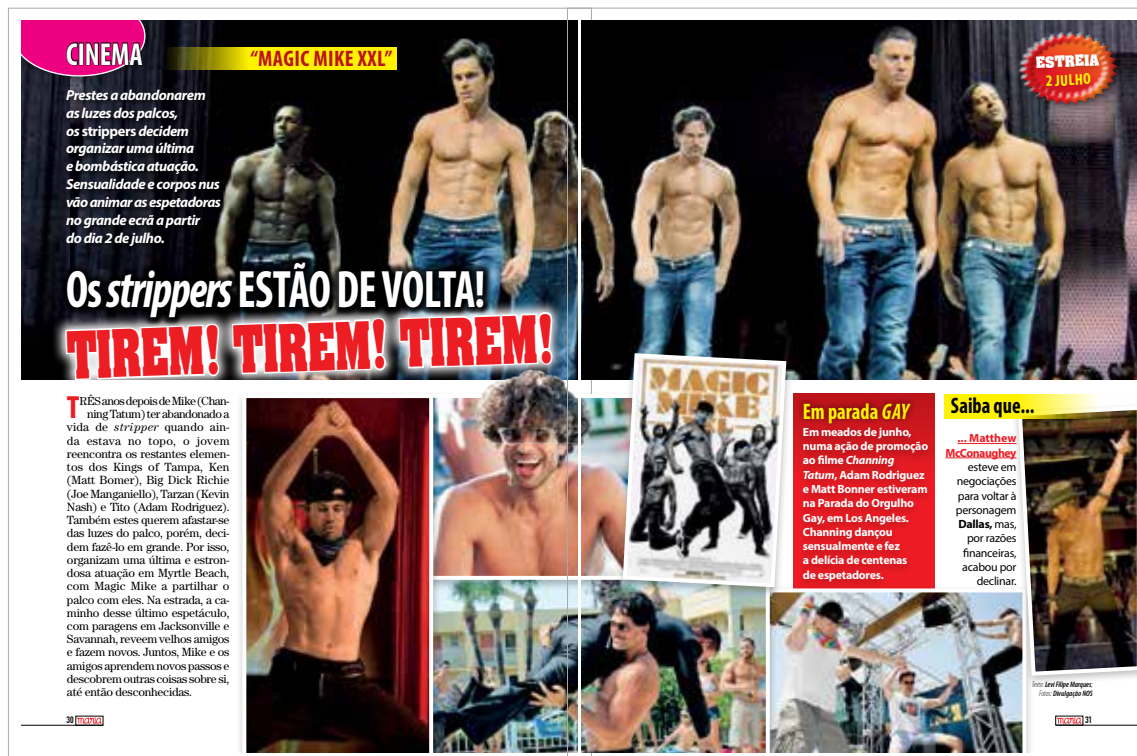 CINEMA
“MAGIC MIKE XXL”
Prestes a abandonarem
as luzes dos palcos,
os strippers decidem
organizar uma última
e bombástica atuação.
Sensualidade e corpos nus
vão animar as espetadoras
no grande ecrã a partir
do dia 2 de julho.
ESTREIA
2 JULHO
Os strippers ESTÃO DE VOLTA!
TIREM! TIREM! TIREM!
TRÊS anos depois de Mike (Chan-
ning Tatum) ter abandonado a
vida de stripper quando ain-
da estava no topo, o jovem
reencontra os restantes elemen-
tos dos Kings of Tampa, Ken
(Matt Bomer), Big Dick Richie
(Joe Manganiello), Tarzan (Kevin
Nash) e Tito (Adam Rodriguez).
Também estes querem afastar-se
das luzes do palco, porém, deci-
dem fazê-lo em grande. Por isso,
organizam uma última e estron-
dosa atuação em Myrtle Beach,
com Magic Mike a partilhar o
palco com eles. Na estrada, a ca-
minho desse último espetáculo,
com paragens em Jacksonville e
Savannah, reveem velhos amigos
e fazem novos. Juntos, Mike e os
amigos aprendem novos passos e
descobrem outras coisas sobre si,
até então desconhecidas.
MAGIC
MIKE
XXL
Em parada GAY
Em meados de junho,
numa ação de promoção
ao filme Channing
Tatum, Adam Rodriguez
e Matt Bonner estiveram
na Parada do Orgulho
Gay, em Los Angeles.
Channing dançou
sensualmente e fez
a delícia de centenas
de espetadores.
Saiba que...
... Matthew
McConaughey
esteve em
negociações
para voltar à
personagem
Dallas, mas,
por razões
financeiras,
acabou por
declinar.
Texto: Levi Filipe Marques;
Fotos: Divulgação NOS
30 maria
maria 31